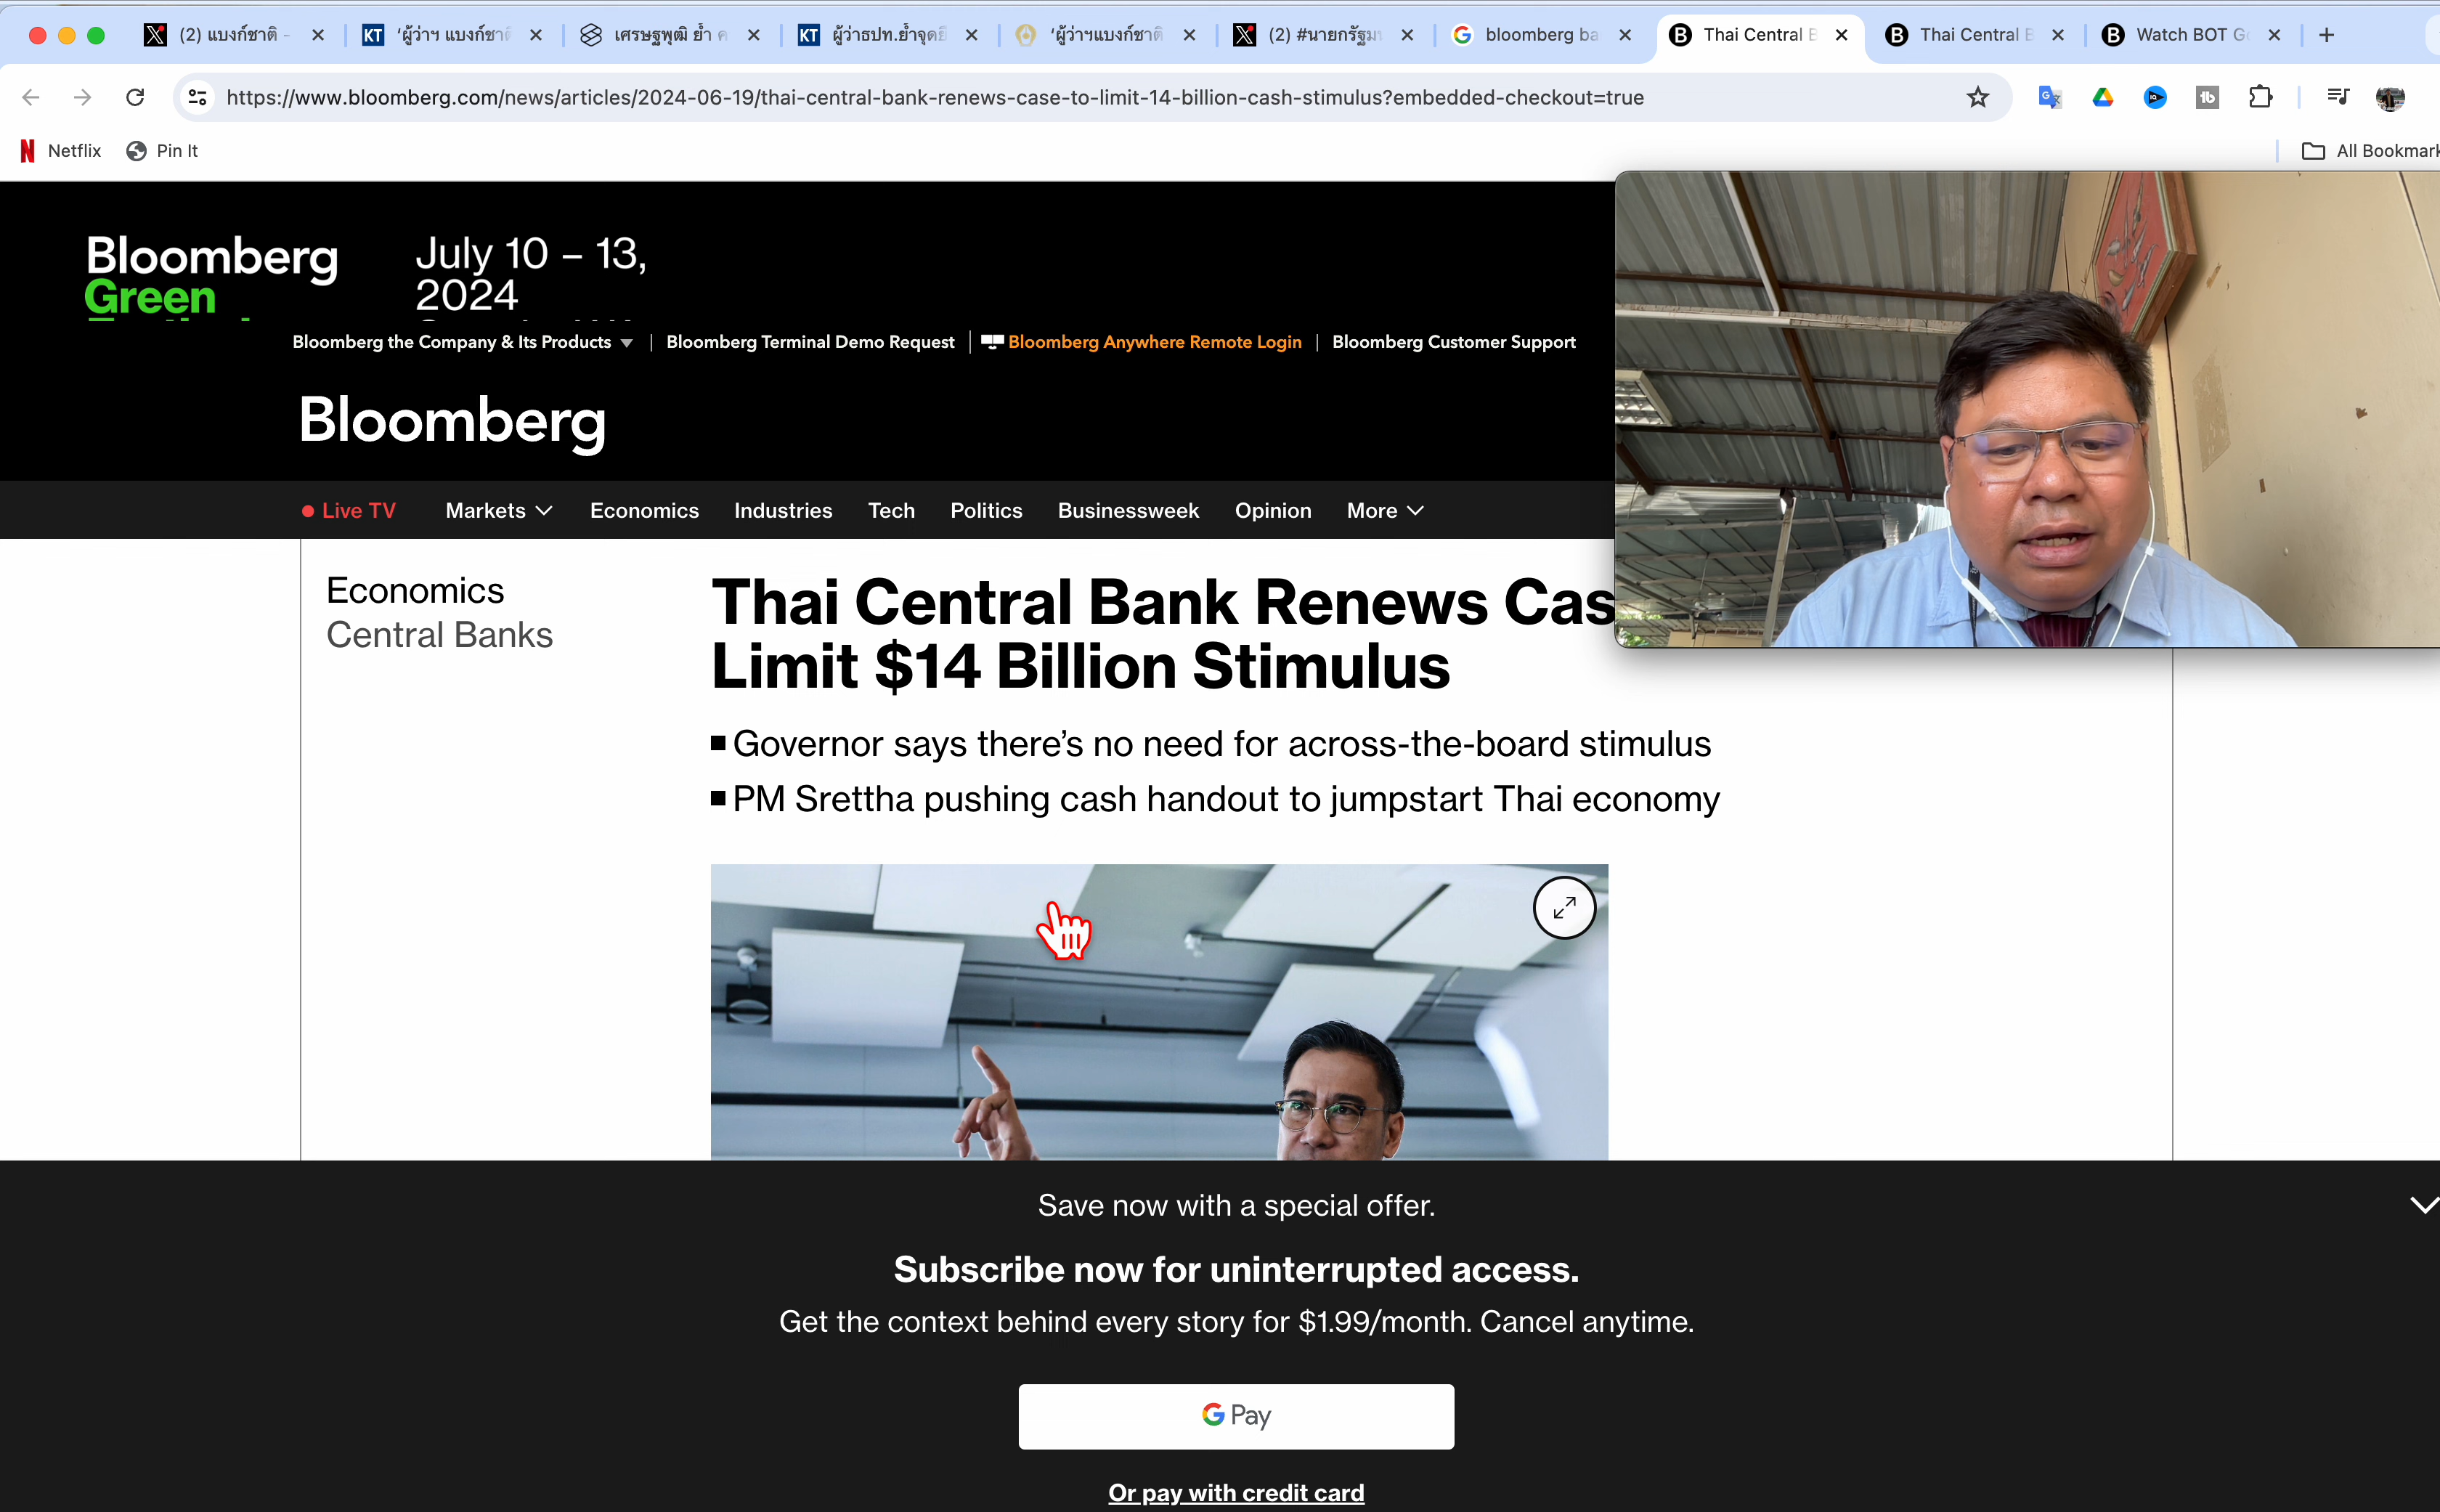 (2) แบงก์ชาติ -
'ผู้ว่าฯ แบงก์ชาติ
เศรษฐพุฒิ ย้ำ ค
ผู้ว่าธปท.ย้ำจุดยื
'ผู้ว่าฯแบงก์ชาติ
(2) #นายกรัฐม
bloomberg ba
Thai Central B
Thai Central B
Watch BOT G
https://www.bloomberg.com/news/articles/2024-06-19/thai-central-bank-renews-case-to-limit-14-billion-cash-stimulus?embedded-checkout=true
Netflix
Pin It
All Bookmark
Bloomberg
Green
July 10 – 13,
2024
Bloomberg the Company & Its Products
Bloomberg Terminal Demo Request
Bloomberg Anywhere Remote Login
Bloomberg Customer Support
Bloomberg
Live TV
Markets
Economics
Industries
Tech
Politics
Businessweek
Opinion
More
Economics
Central Banks
Thai Central Bank Renews Cas
Limit $14 Billion Stimulus
Governor says there's no need for across-the-board stimulus
PM Srettha pushing cash handout to jumpstart Thai economy
Save now with a special offer.
Subscribe now for uninterrupted access.
Get the context behind every story for $1.99/month. Cancel anytime.
G Pay
Or pay with credit card